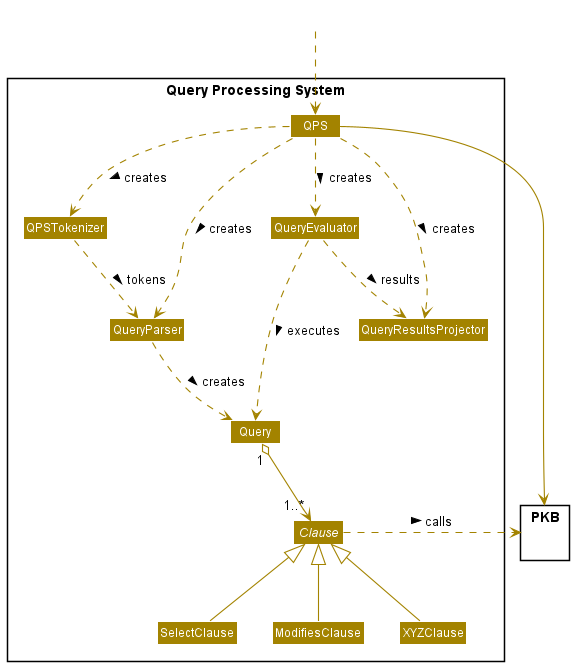 Query Processing System
QPS
creates
creates
creates
creates
QPSTokenizer
QueryEvaluator
tokens
results
QueryParser
executes
QueryResultsProjector
creates
Query
1
1..*
Clause
calls
PKB
SelectClause
ModifiesClause
XYZClause